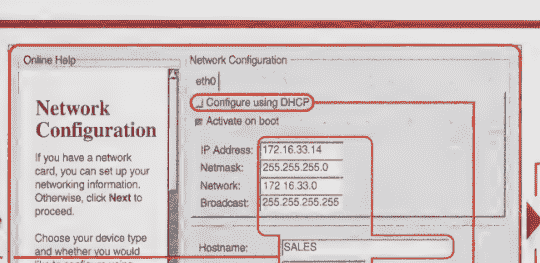 Online Help
Network
Configuration
If you have a network
card, you can set up your
networking information.
Otherwise, click Next to
proceed.
Choose your device type
and whether you would
Network Configuration
eth0
Configure using DHCP
Activate on boot
IP Address: 172.16.33.14
Netmask: 255.255.255.0
Network: 172 16.33.0
Broadcast: 255.255.255.255
Hostname: SALES